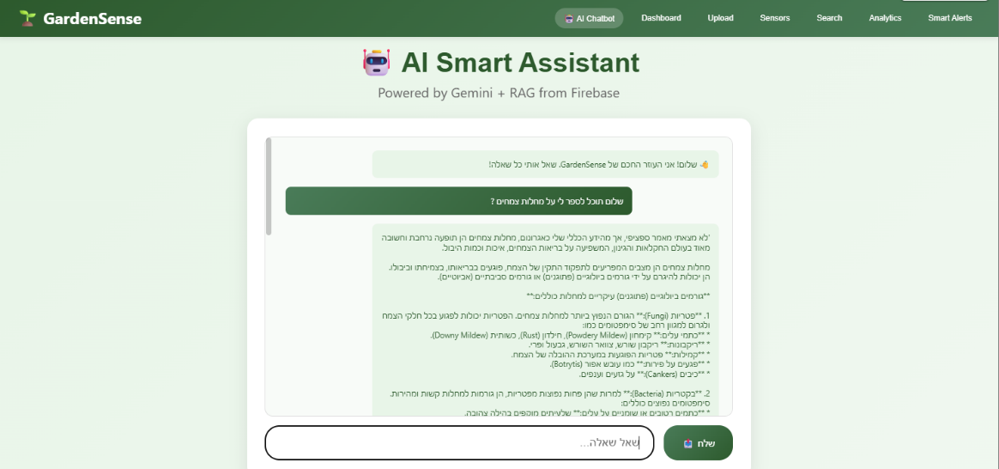 GardenSense
AI Chatbot
Dashboard
Upload
Sensors
Search
Analytics
Smart Alerts
AI Smart Assistant
Powered by Gemini + RAG from Firebase
שלום! אני העוזר החכם של GardenSense. שאל אותי כל שאלה!
שלום תוכל לספר לי על מחלות צמחים ?
'לא מצאתי מאמר ספציפי, אך מהידע הכללי שלי כאגרונום, מחלות צמחים הן תופעה נרחבת וחשובה
מאוד בעולם החקלאות והגינון, המשפיעה על בריאות הצמחים, איכות וכמות היבול.
מחלות צמחים הן מצבים המפריעים לתפקוד התקין של הצמח, פוגעים בבריאותו, בצמיחתו וביבולו.
הן יכולות להיגרם על ידי גורמים ביולוגיים (פתוגנים) או גורמים סביבתיים (אביוטיים).
**גורמים ביולוגיים (פתוגנים) עיקריים למחלות כוללים:**
1. **פטריות (Fungi):** הגורם הנפוץ ביותר למחלות צמחים. הפטריות יכולות לפגוע בכל חלקי הצמח
ולגרום למגוון רחב של סימפטומים כמו:
* **כתמי עלים:** קימחון (Powdery Mildew), חילדון (Rust), כשותית (Downy Mildew).
* **ריקבונות:** ריקבון שורש, צוואר השורש, גבעול ופרי.
* **קמילות:** פטריות הפוגעות במערכת ההובלה של הצמח.
* **פגעים על פירות:** כמו עובש אפור (Botrytis).
* **כיבים (Cankers):** על גזעים וענפים.
2. **בקטריות (Bacteria):** למרות שהן פחות נפוצות מפטריות, הן גורמות למחלות קשות ומהירות.
סימפטומים נפוצים כוללים:
* **כתמים רטובים או שומניים על עלים:** שלעיתים מוקפים בהילה צהובה.
שאל שאלה...
שלח